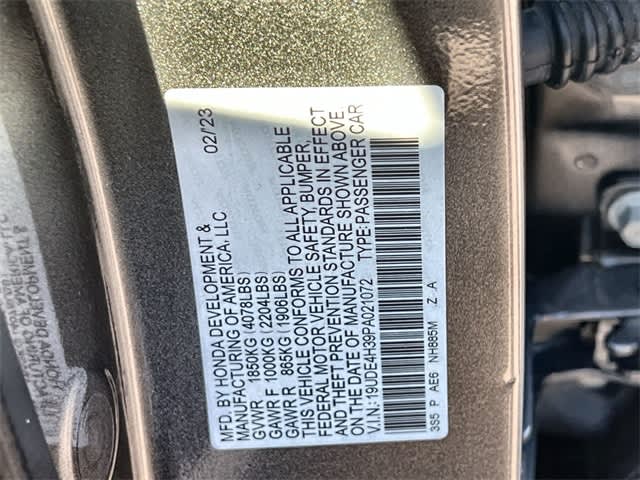 MFD. BY HONDA DEVELOPMENT & 02/'23
MANUFACTURING OF AMERICA, LLC
GVWR 1850KG (4078LBS)
GAWR F 1000KG (2204LBS)
GAWR R 865KG (1906LBS)
THIS VEHICLE CONFORMS TO ALL APPLICABLE
FEDERAL MOTOR VEHICLE SAFETY, BUMPER,
AND THEFT PREVENTION STANDARDS IN EFFECT
ON THE DATE OF MANUFACTURE SHOWN ABOVE
V.I.N.: 19UDE4H39PA021072 TYPE:PASSENGER CAR
3S5 P AE6 NH885M Z A